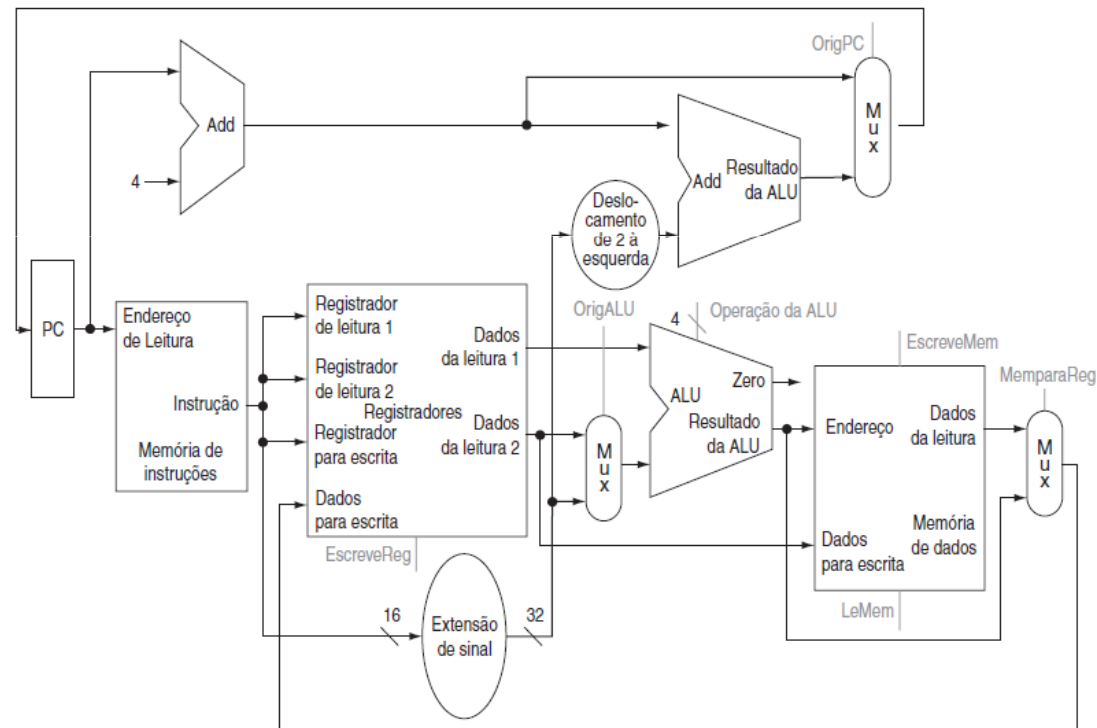 OrigPC
Add
4
M
u
x
Add
Resultado
da ALU
Deslo-
camento
de 2 à
esquerda
PC
Endereço
de Leitura
Instrução
Memória de
instruções
Registrador
de leitura 1
Registrador
de leitura 2
Registradores
Registrador
para escrita
Dados
para escrita
Dados
da leitura 1
Dados
da leitura 2
EscreveReg
OrigALU
M
u
x
4
Operação da ALU
Zero
ALU
Resultado
da ALU
EscreveMem
Endereço
Dados
da leitura
Memória
de dados
Dados
para escrita
LeMem
MemparaReg
M
u
x
16
Extensão
de sinal
32